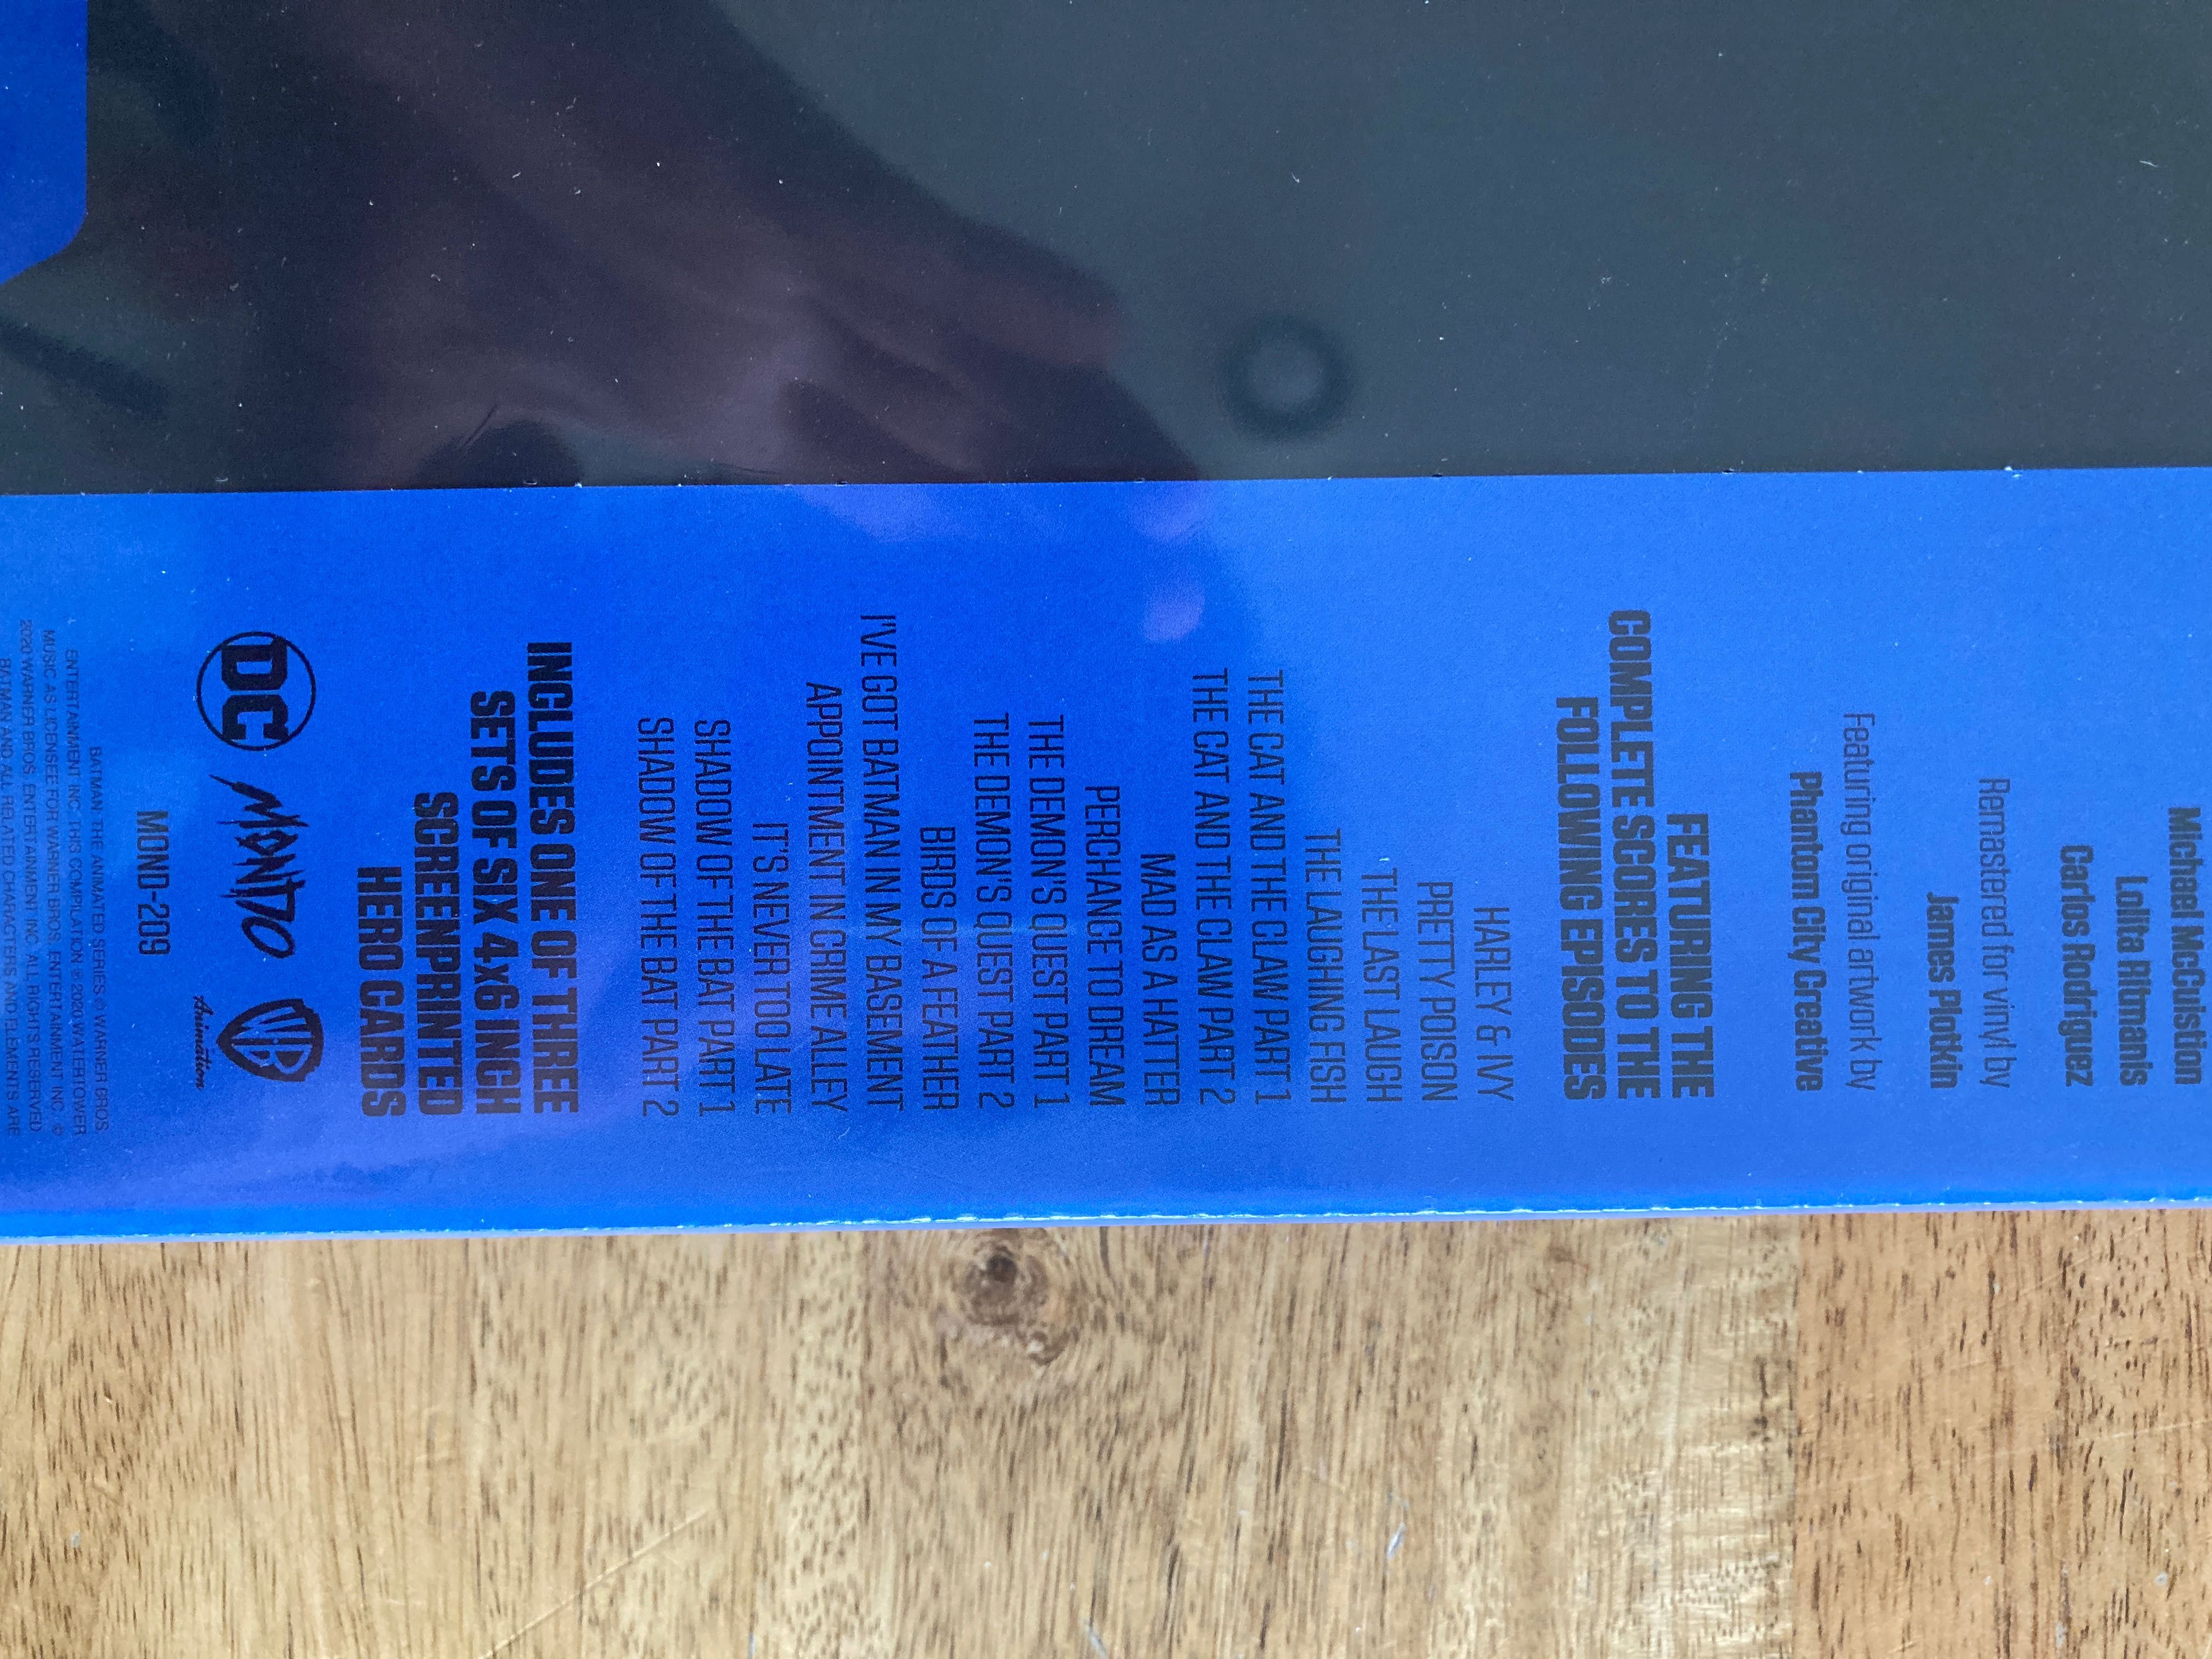 Michael McCuistion
Lolita Ritmanis
Carlos Rodriguez
Remastered for vinyl by
James Plotkin
Featuring original artwork by
Phantom City Creative
FEATURING THE
COMPLETE SCORES TO THE
FOLLOWING EPISODES
HARLEY & IVY
PRETTY POISON
THE LAST LAUGH
THE LAUGHING FISH
THE CAT AND THE CLAW PART 1
THE CAT AND THE CLAW PART 2
MAD AS A HATTER
PERCHANCE TO DREAM
THE DEMON'S QUEST PART 1
THE DEMON'S QUEST PART 2
BIRDS OF A FEATHER
I'VE GOT BATMAN IN MY BASEMENT
APPOINTMENT IN CRIME ALLEY
IT'S NEVER TOO LATE
SHADOW OF THE BAT PART 1
SHADOW OF THE BAT PART 2
INCLUDES ONE OF THREE
SETS OF SIX 4x6 INCH
SCREENPRINTED
HERO CARDS
DC MONDO WB Animation
MOND-209
BATMAN: THE ANIMATED SERIES © WARNER BROS.
ENTERTAINMENT INC. THIS COMPILATION ℗ 2020 WATERTOWER
MUSIC AS LICENSEE FOR WARNER BROS. ENTERTAINMENT INC. ©
2020 WARNER BROS. ENTERTAINMENT INC. ALL RIGHTS RESERVED
BATMAN AND ALL RELATED CHARACTERS AND ELEMENTS ARE